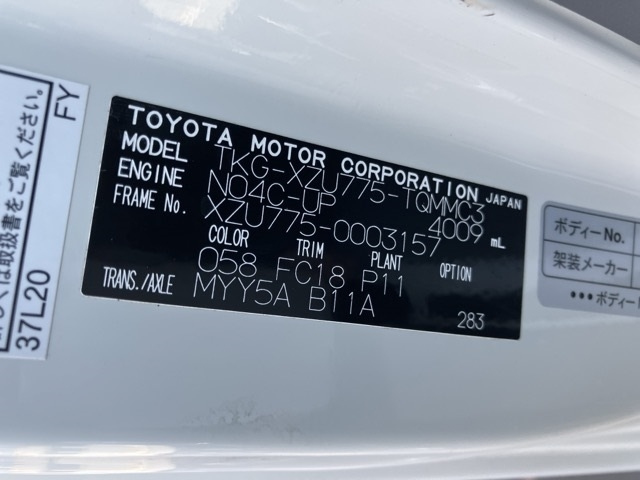 TOYOTA MOTOR CORPORATION JAPAN
MODEL TKG-XZU775-TQMMC3
ENGINE N04C-UP 4009 mL
FRAME No. XZU775-0003157
COLOR TRIM PLANT OPTION
058 FC18 P11
TRANS./AXLE MYY5A B11A
283
くは取扱書をご覧ください。
FY
37L20
ボディーNo.
架装メーカー
•••ボディー